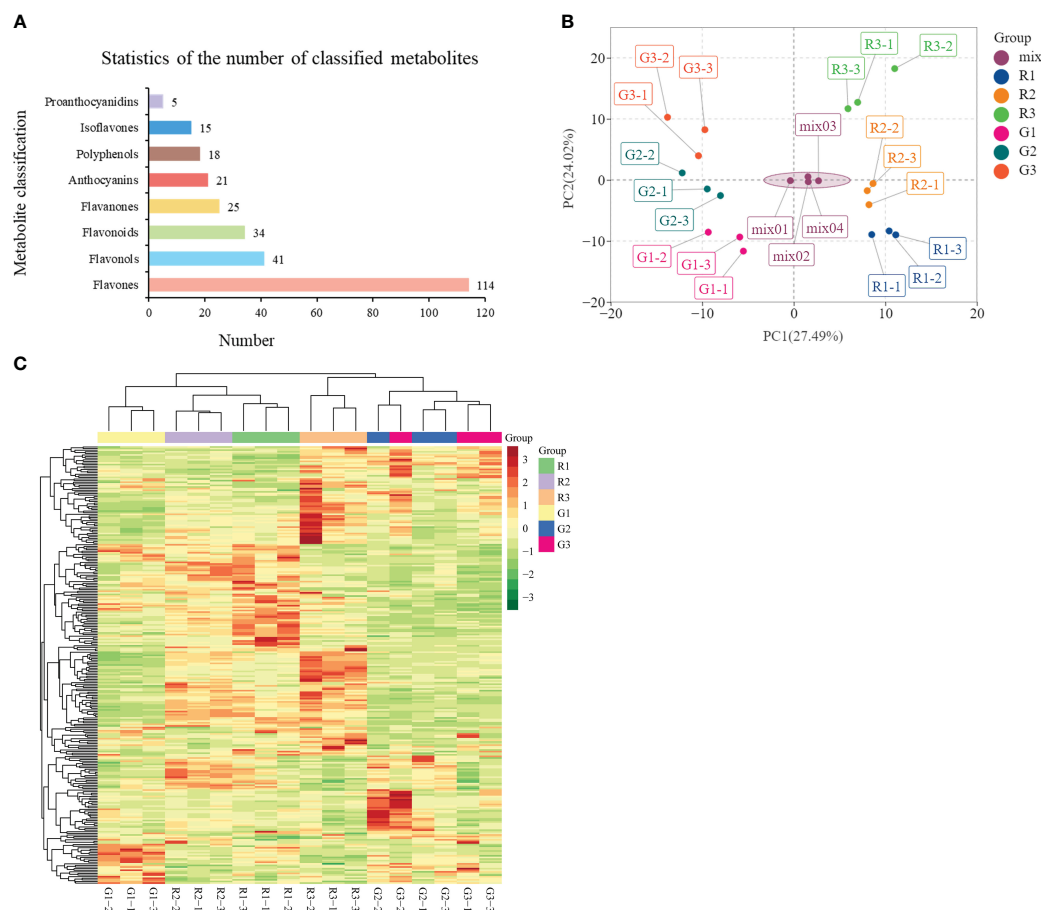 A
Statistics of the number of classified metabolites
Metabolite classification
Proanthocyanidins 5
Isoflavones 15
Polyphenols 18
Anthocyanins 21
Flavanones 25
Flavonoids 34
Flavonols 41
Flavones 114
0 20 40 60 80 100 120
Number
B
PC2(24.02%)
20
10
0
−10
−20
−20 −10 0 10 20
PC1(27.49%)
G3-2
G3-3
G3-1
G2-2
G2-1
G2-3
G1-2
G1-3
G1-1
mix03
mix01
mix04
mix02
R3-1
R3-2
R3-3
R2-2
R2-3
R2-1
R1-3
R1-2
R1-1
Group
mix
R1
R2
R3
G1
G2
G3
C
Group
3
2
1
0
−1
−2
−3
Group
R1
R2
R3
G1
G2
G3
G1-2 G1-1 G1-3 R2-2 R2-1 R2-3 R1-3 R1-1 R1-2 R3-2 R3-1 R3-3 G2-2 G3-2 G2-1 G2-3 G3-1 G3-3